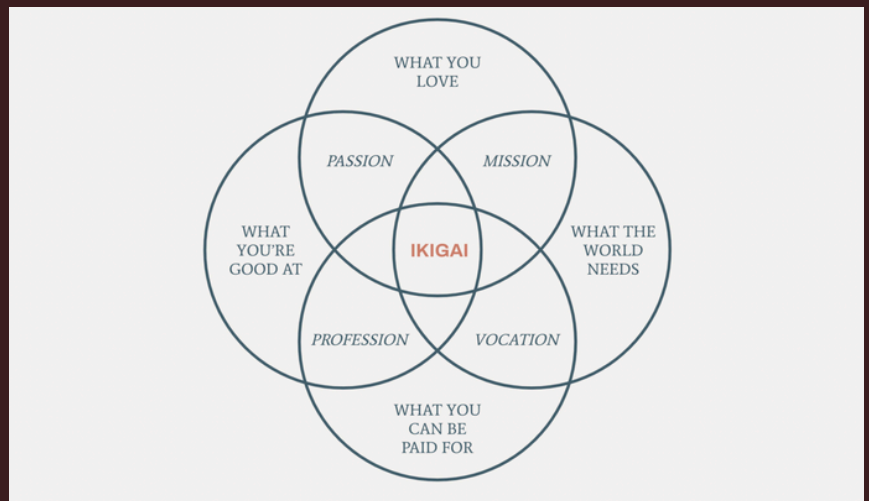 WHAT YOU
LOVE
PASSION
MISSION
WHAT
YOU'RE
GOOD AT
IKIGAI
WHAT THE
WORLD
NEEDS
PROFESSION
VOCATION
WHAT YOU
CAN BE
PAID FOR